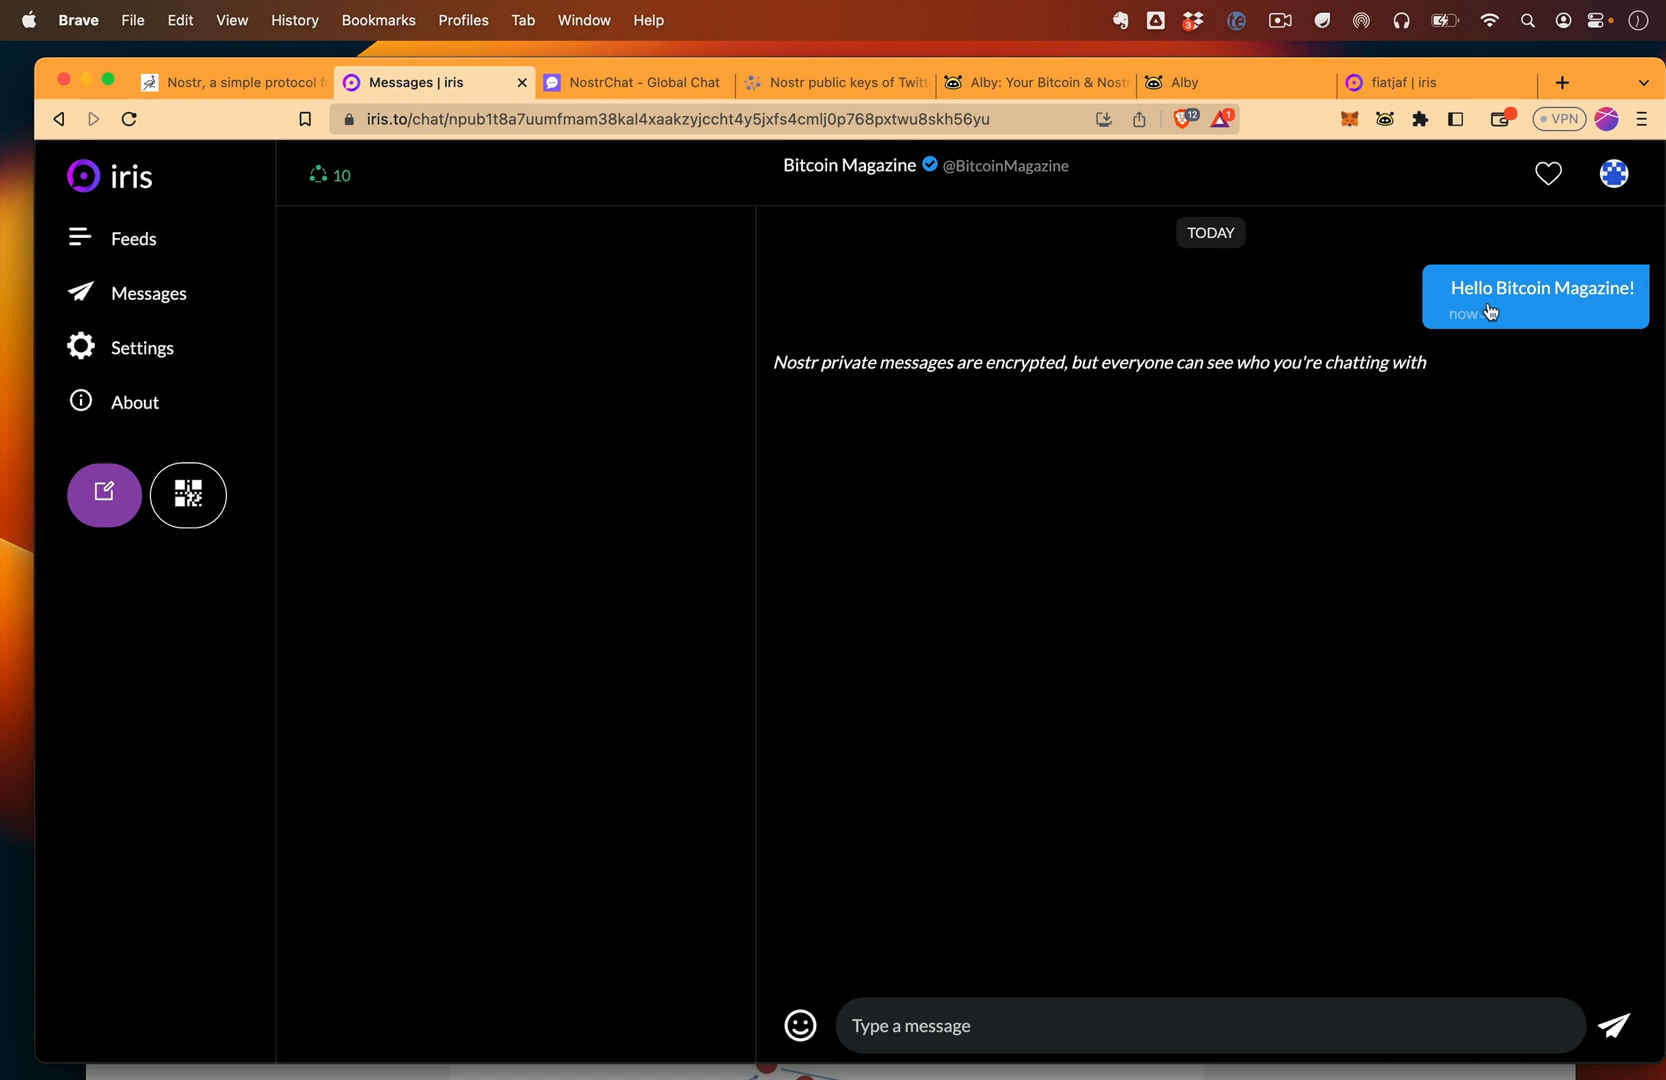 Brave File Edit View History Bookmarks Profiles Tab Window Help
3
Nostr, a simple protocol f
Messages | iris
NostrChat - Global Chat
Nostr public keys of Twitt
Alby: Your Bitcoin & Nostr
Alby
fiatjaf | iris
iris.to/chat/npub1t8a7uumfmam38kal4xaakzyjccht4y5jxfs4cmlj0p768pxtwu8skh56yu
12
1
VPN
iris
10
Bitcoin Magazine @BitcoinMagazine
Feeds
Messages
Settings
About
TODAY
Hello Bitcoin Magazine!
now
Nostr private messages are encrypted, but everyone can see who you're chatting with
Type a message